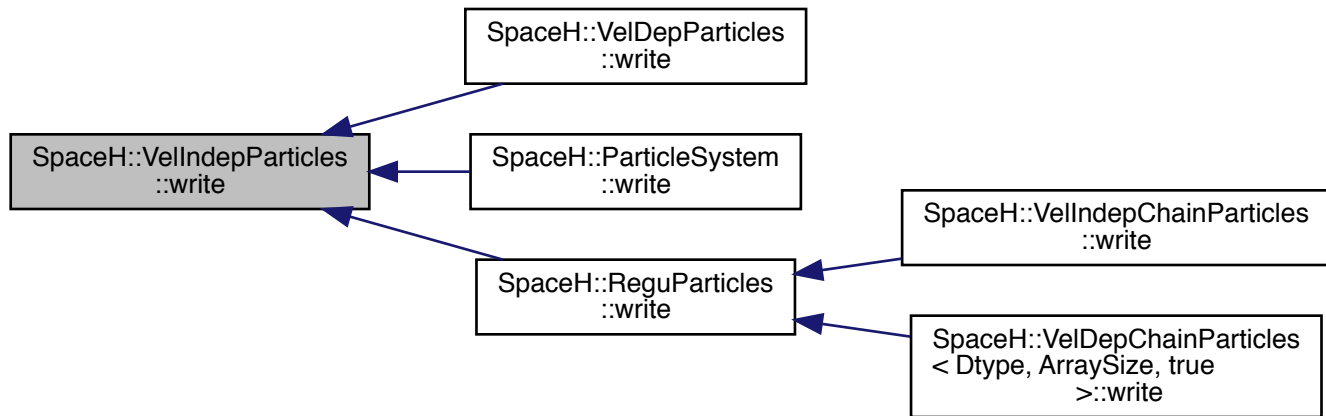 SpaceH::VelDepParticles
::write
SpaceH::VelIndepParticles
::write
SpaceH::ParticleSystem
::write
SpaceH::VelIndepChainParticles
::write
SpaceH::ReguParticles
::write
SpaceH::VelDepChainParticles
< Dtype, ArraySize, true
>::write